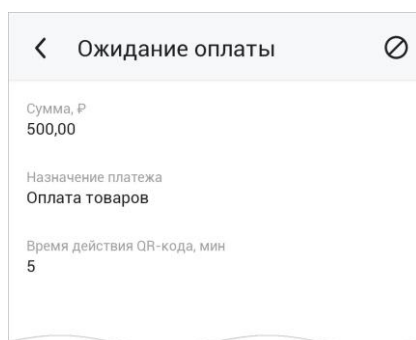 Ожидание оплаты
Сумма, ₽
500,00
Назначение платежа
Оплата товаров
Время действия QR-кода, мин
5